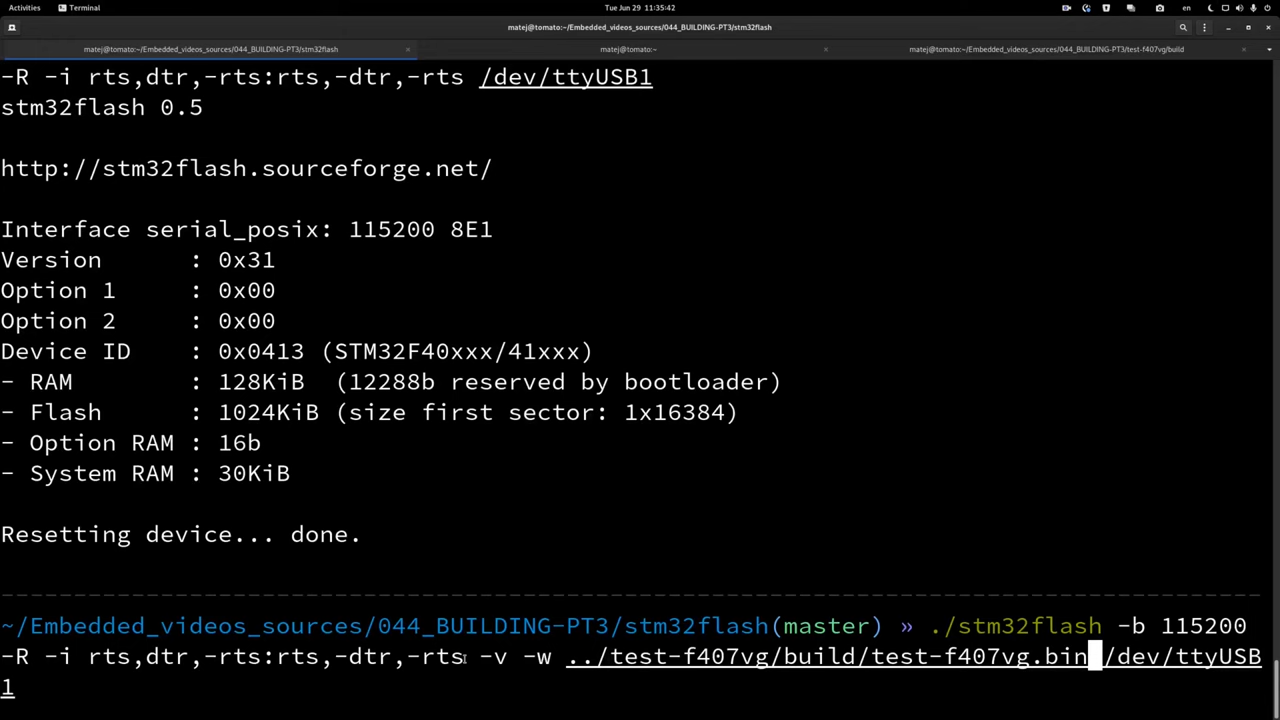 Activities
Terminal
Tue Jun 29 11:35:42
en
matej@tomato:~/Embedded_videos_sources/044_BUILDING-PT3/stm32flash
matej@tomato:~/Embedded_videos_sources/044_BUILDING-PT3/stm32flash
matej@tomato:~
matej@tomato:~/Embedded_videos_sources/044_BUILDING-PT3/test-f407vg/build
-R -i rts,dtr,-rts:rts,-dtr,-rts /dev/ttyUSB1
stm32flash 0.5
http://stm32flash.sourceforge.net/
Interface serial_posix: 115200 8E1
Version      : 0x31
Option 1     : 0x00
Option 2     : 0x00
Device ID    : 0x0413 (STM32F40xxx/41xxx)
- RAM        : 128KiB  (12288b reserved by bootloader)
- Flash      : 1024KiB (size first sector: 1x16384)
- Option RAM : 16b
- System RAM : 30KiB
Resetting device... done.
~/Embedded_videos_sources/044_BUILDING-PT3/stm32flash(master) » ./stm32flash -b 115200
-R -i rts,dtr,-rts:rts,-dtr,-rts -v -w ../test-f407vg/build/test-f407vg.bin /dev/ttyUSB
1